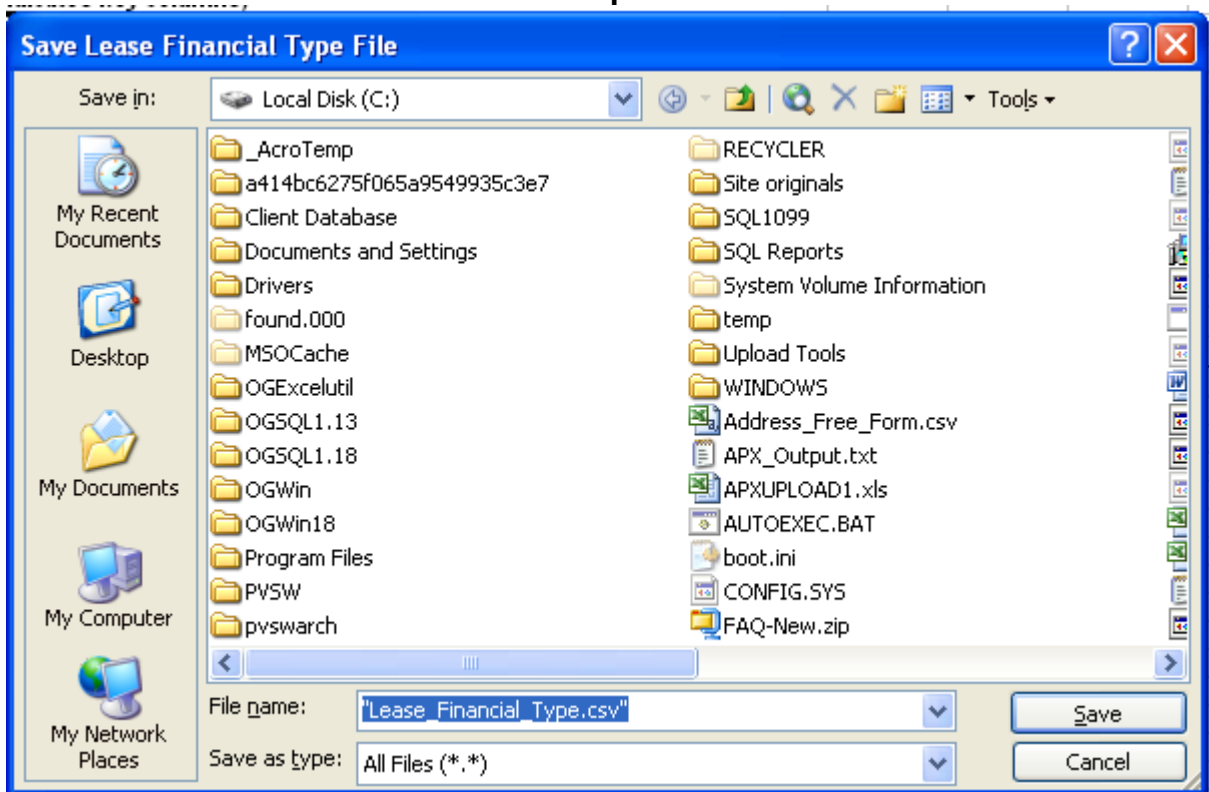 Save Lease Financial Type File
Save in:
Local Disk (C:)
Tools
My Recent
Documents
Desktop
My Documents
My Computer
My Network
Places
_AcroTemp
a414bc6275f065a9549935c3e7
Client Database
Documents and Settings
Drivers
found.000
MSOCache
OGExcelutil
OGSQL1.13
OGSQL1.18
OGWin
OGWin18
Program Files
PVSW
pvswarch
RECYCLER
Site originals
SQL1099
SQL Reports
System Volume Information
temp
Upload Tools
WINDOWS
Address_Free_Form.csv
APX_Output.txt
APXUPLOAD1.xls
AUTOEXEC.BAT
boot.ini
CONFIG.SYS
FAQ-New.zip
File name:
"Lease_Financial_Type.csv"
Save
Save as type:
All Files (*.*)
Cancel